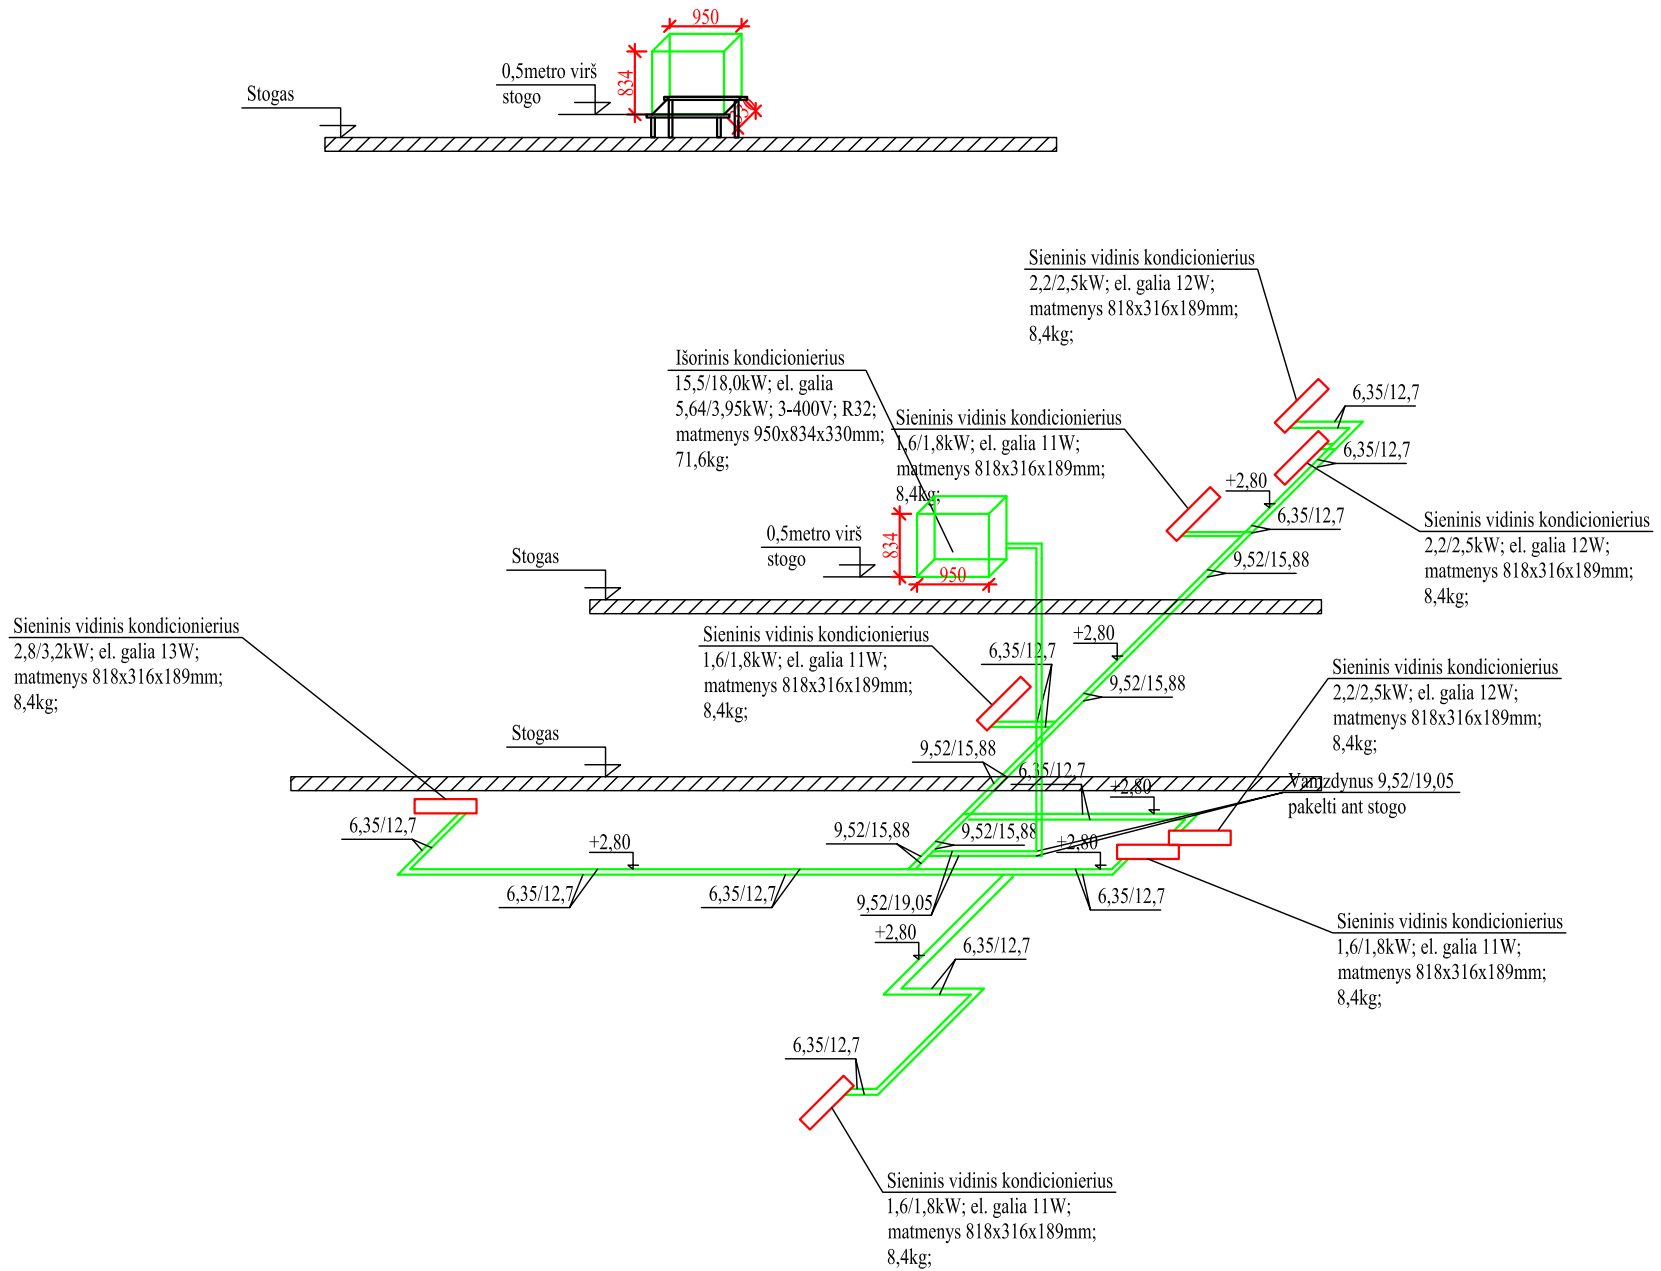 950
834
0,5metro virš
stogo
Stogas
Sieninis vidinis kondicionierius
2,2/2,5kW; el. galia 12W;
matmenys 818x316x189mm;
8,4kg;
Išorinis kondicionierius
15,5/18,0kW; el. galia
5,64/3,95kW; 3-400V; R32;
matmenys 950x834x330mm;
71,6kg;
Sieninis vidinis kondicionierius
1,6/1,8kW; el. galia 11W;
matmenys 818x316x189mm;
8,4kg;
6,35/12,7
6,35/12,7
+2,80
6,35/12,7
Sieninis vidinis kondicionierius
2,2/2,5kW; el. galia 12W;
matmenys 818x316x189mm;
8,4kg;
0,5metro virš
stogo
834
950
9,52/15,88
Stogas
Sieninis vidinis kondicionierius
2,8/3,2kW; el. galia 13W;
matmenys 818x316x189mm;
8,4kg;
Sieninis vidinis kondicionierius
1,6/1,8kW; el. galia 11W;
matmenys 818x316x189mm;
8,4kg;
+2,80
6,35/12,7
9,52/15,88
Sieninis vidinis kondicionierius
2,2/2,5kW; el. galia 12W;
matmenys 818x316x189mm;
8,4kg;
Stogas
9,52/15,88
6,35/12,7
+2,80
Vamzdynus 9,52/19,05
pakelti ant stogo
6,35/12,7
+2,80
9,52/15,88
9,52/15,88
+2,80
6,35/12,7
6,35/12,7
9,52/19,05
6,35/12,7
+2,80
6,35/12,7
Sieninis vidinis kondicionierius
1,6/1,8kW; el. galia 11W;
matmenys 818x316x189mm;
8,4kg;
6,35/12,7
Sieninis vidinis kondicionierius
1,6/1,8kW; el. galia 11W;
matmenys 818x316x189mm;
8,4kg;